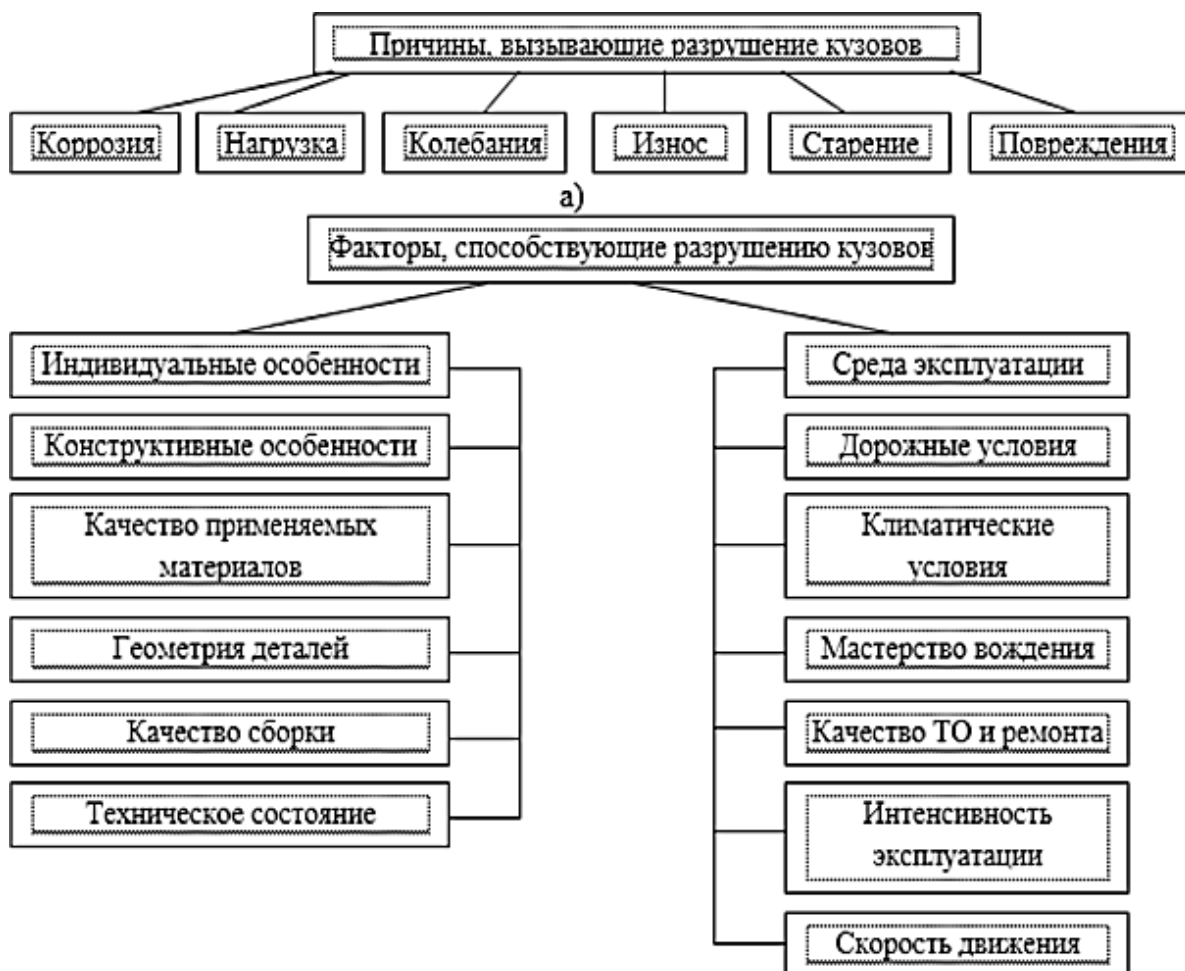 Причины, вызывающие разрушение кузовов
Коррозия
Нагрузка
Колебания
Износ
Старение
Повреждения
а)
Факторы, способствующие разрушению кузовов
Индивидуальные особенности
Конструктивные особенности
Качество применяемых
материалов
Геометрия деталей
Качество сборки
Техническое состояние
Среда эксплуатации
Дорожные условия
Климатические
условия
Мастерство вождения
Качество ТО и ремонта
Интенсивность
эксплуатации
Скорость движения